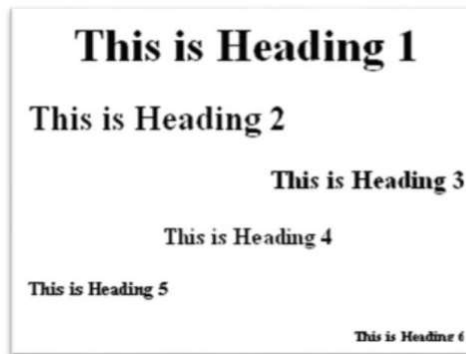 This is Heading 1
This is Heading 2
This is Heading 3
This is Heading 4
This is Heading 5
This is Heading 6